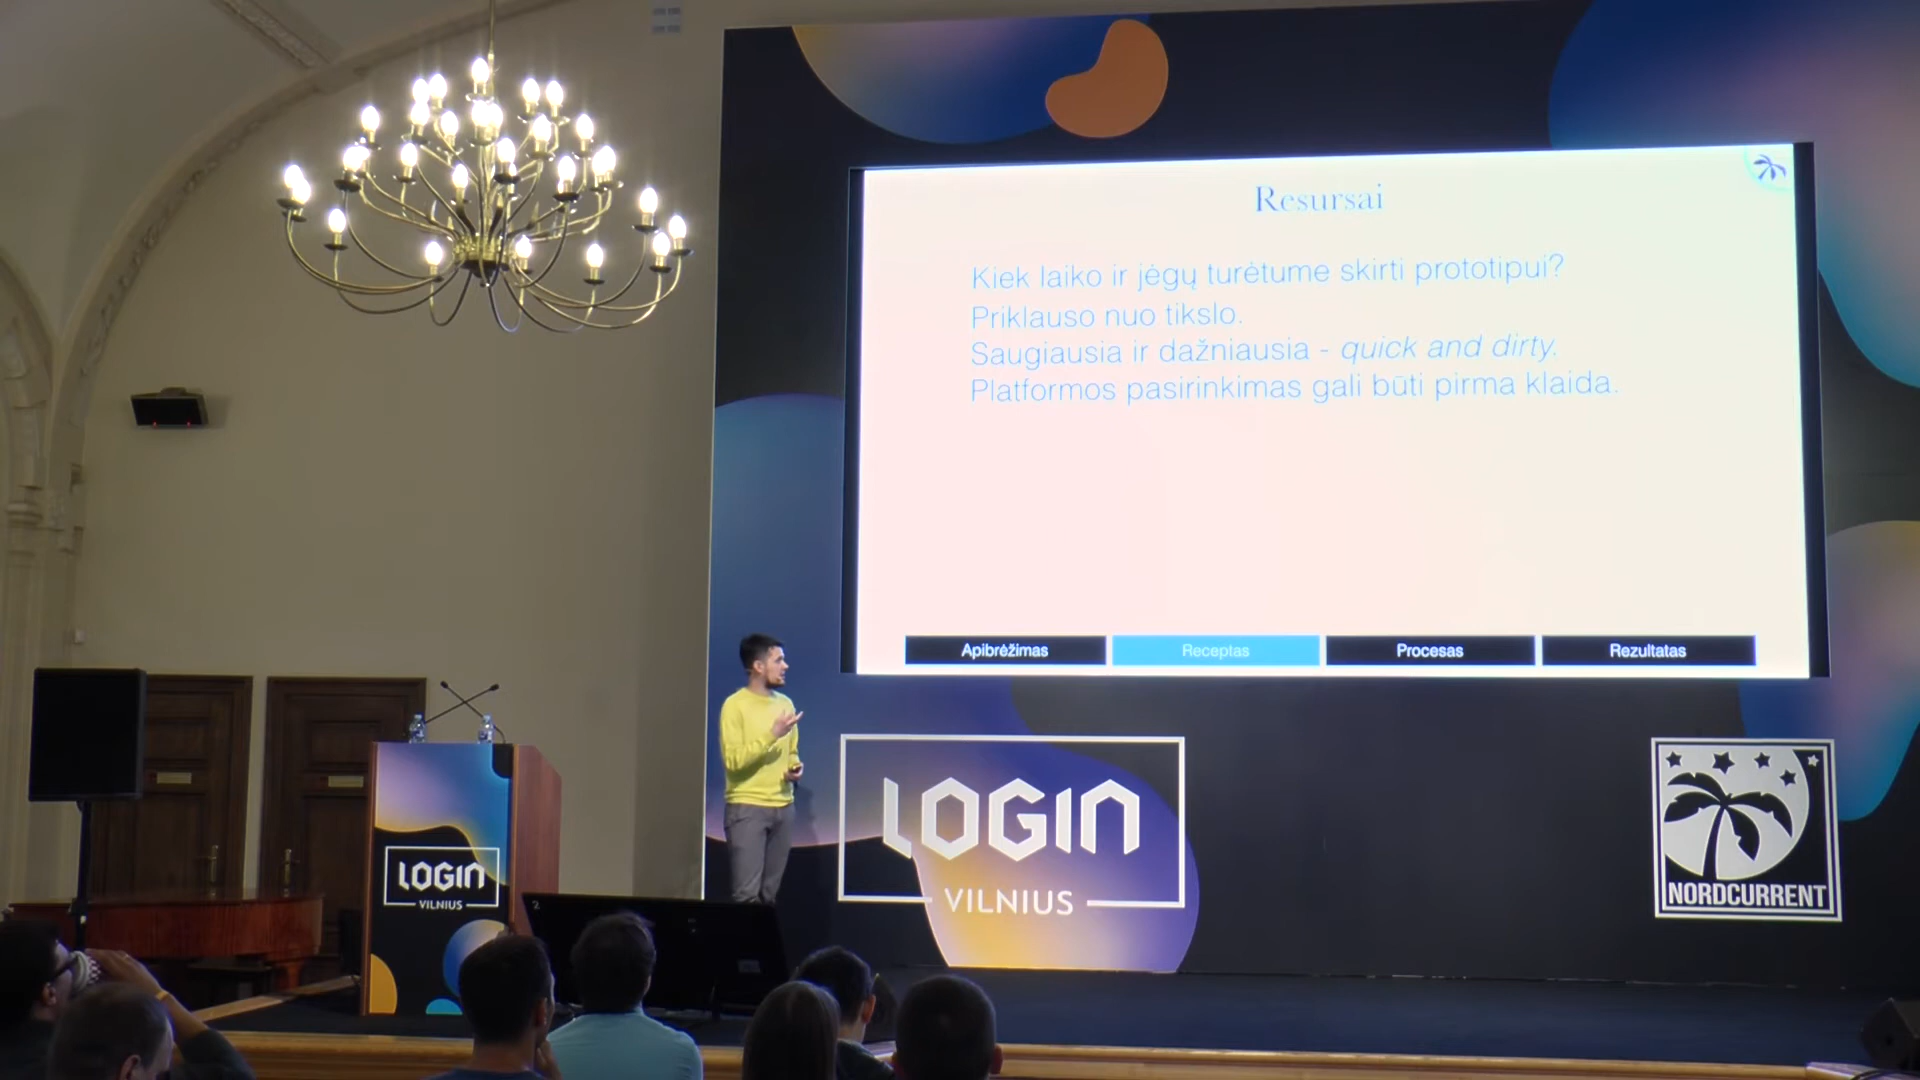 Resursai
Kiek laiko ir jėgų turėtume skirti prototipui?
Priklauso nuo tikslo.
Saugiausia ir dažniausia - quick and dirty.
Platformos pasirinkimas gali būti pirma klaida.
Apibrėžimas
Receptas
Procesas
Rezultatas
LOGIN
VILNIUS
NORDCURRENT
LOGIN
VILNIUS